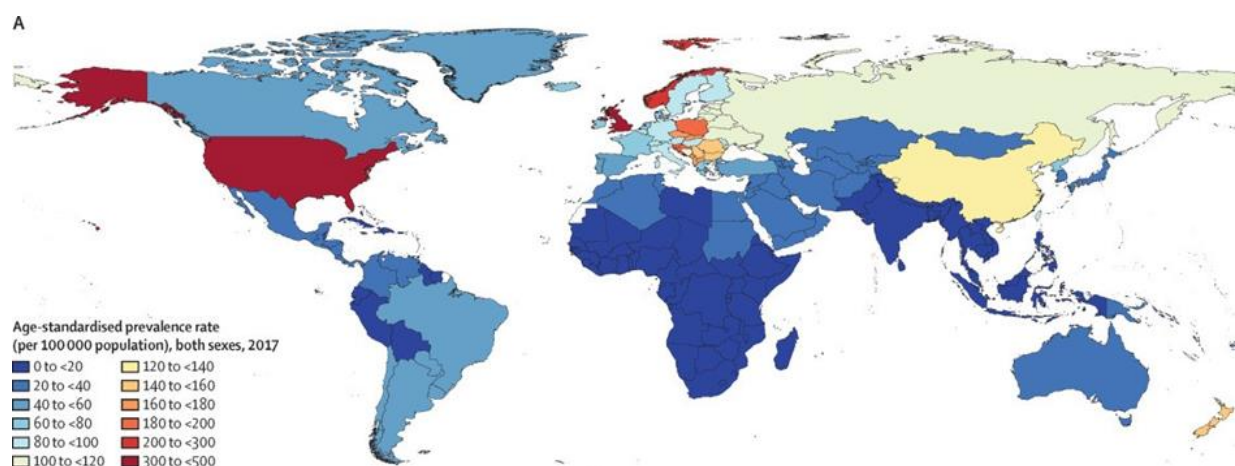 A
Age-standardised prevalence rate
(per 100 000 population), both sexes, 2017
0 to <20
20 to <40
40 to <60
60 to <80
80 to <100
100 to <120
120 to <140
140 to <160
160 to <180
180 to <200
200 to <300
300 to <500